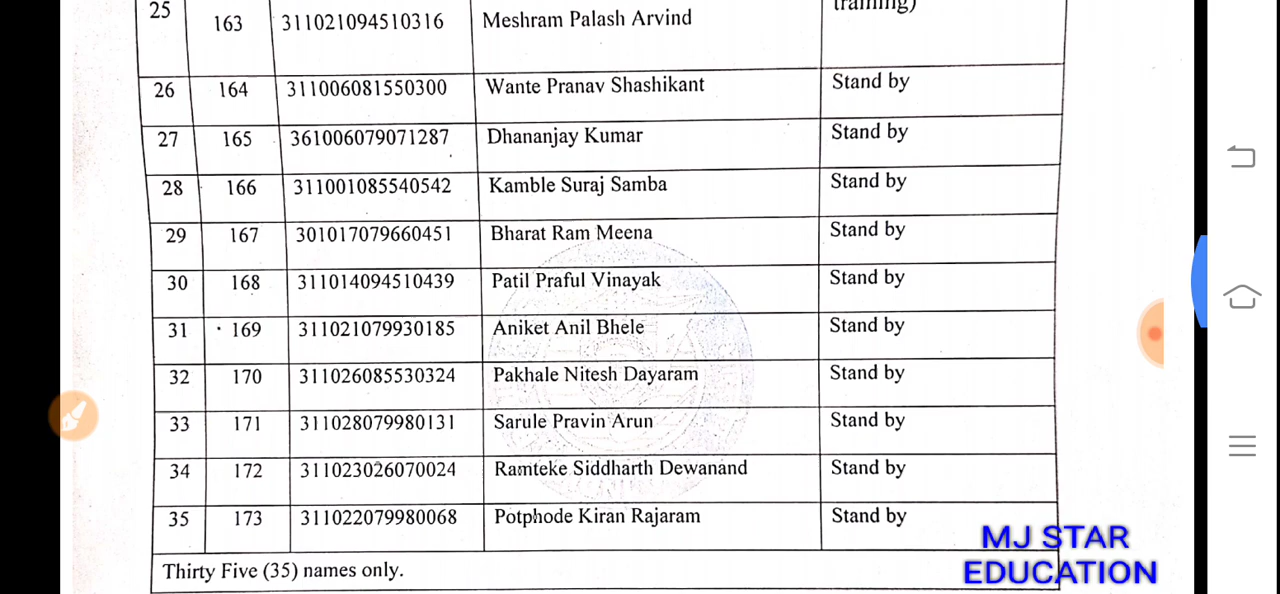 training)
25 163 311021094510316 Meshram Palash Arvind
26 164 311006081550300 Wante Pranav Shashikant Stand by
27 165 361006079071287 Dhananjay Kumar Stand by
28 166 311001085540542 Kamble Suraj Samba Stand by
29 167 301017079660451 Bharat Ram Meena Stand by
30 168 311014094510439 Patil Praful Vinayak Stand by
31 169 311021079930185 Aniket Anil Bhele Stand by
32 170 311026085530324 Pakhale Nitesh Dayaram Stand by
33 171 311028079980131 Sarule Pravin Arun Stand by
34 172 311023026070024 Ramteke Siddharth Dewanand Stand by
35 173 311022079980068 Potphode Kiran Rajaram Stand by
Thirty Five (35) names only.
MJ STAR
EDUCATION